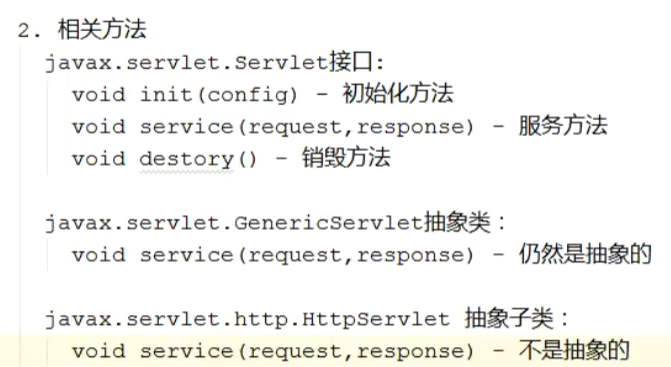 2. 相关方法
javax.servlet.Servlet接口:
void init(config) - 初始化方法
void service(request,response) - 服务方法
void destory() - 销毁方法
javax.servlet.GenericServlet抽象类：
void service(request,response) - 仍然是抽象的
javax.servlet.http.HttpServlet 抽象子类：
void service(request,response) - 不是抽象的